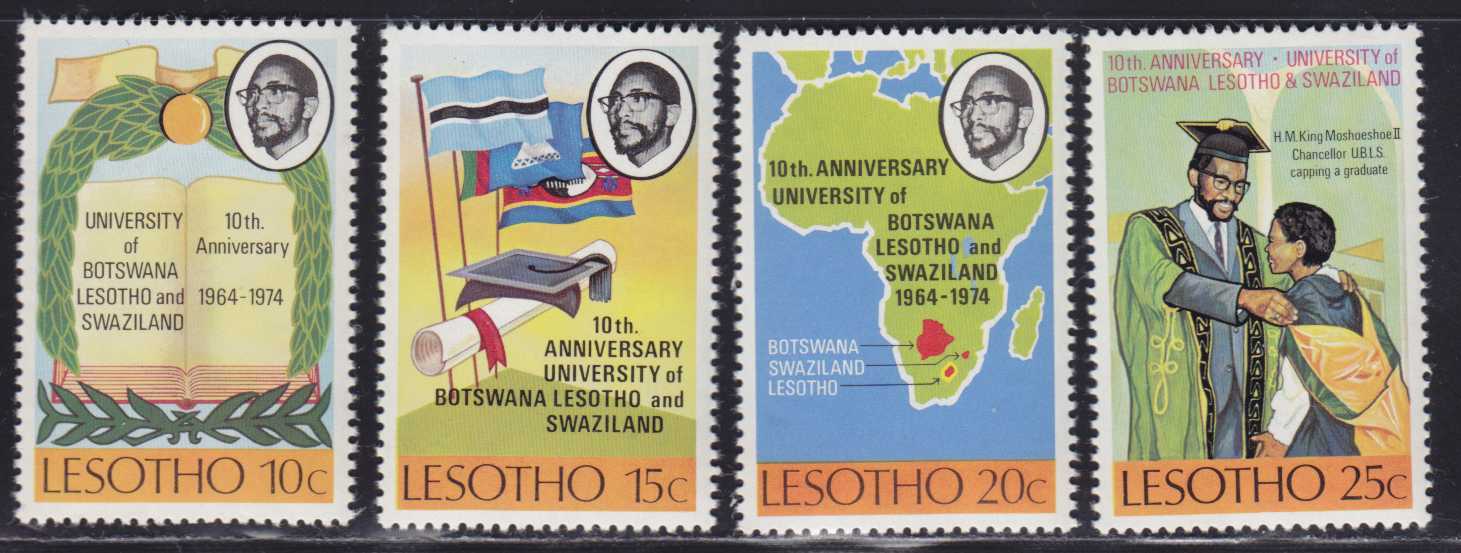 UNIVERSITY
of
BOTSWANA
LESOTHO and
SWAZILAND
10th.
Anniversary
1964-1974
LESOTHO 10c
10th.
ANNIVERSARY
UNIVERSITY of
BOTSWANA LESOTHO and
SWAZILAND
LESOTHO 15c
10th. ANNIVERSARY
UNIVERSITY of
BOTSWANA
LESOTHO and
SWAZILAND
1964-1974
BOTSWANA
SWAZILAND
LESOTHO
LESOTHO 20c
10th. ANNIVERSARY · UNIVERSITY of
BOTSWANA LESOTHO & SWAZILAND
H.M. King Moshoeshoe II
Chancellor U.B.L.S.
capping a graduate
LESOTHO 25c